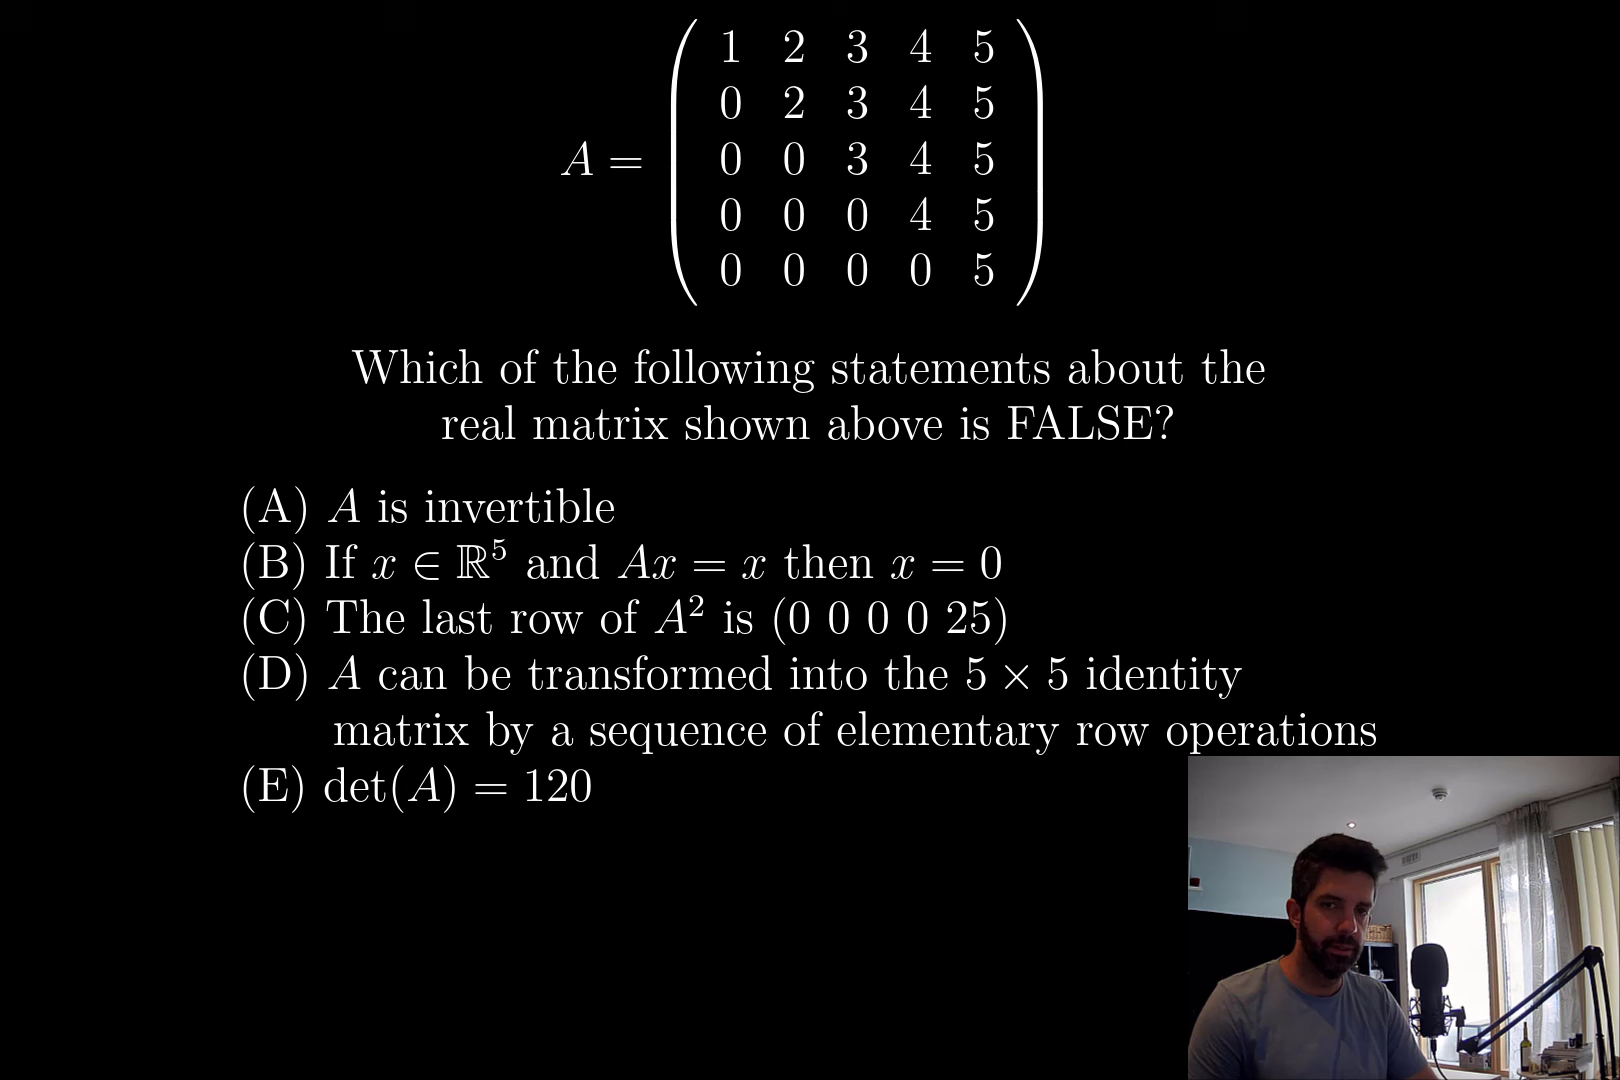 A = ( 1 2 3 4 5
0 2 3 4 5
0 0 3 4 5
0 0 0 4 5
0 0 0 0 5 )
Which of the following statements about the
real matrix shown above is FALSE?
(A) A is invertible
(B) If x ∈ ℝ⁵ and Ax = x then x = 0
(C) The last row of A² is (0 0 0 0 25)
(D) A can be transformed into the 5 × 5 identity
matrix by a sequence of elementary row operations
(E) det(A) = 120